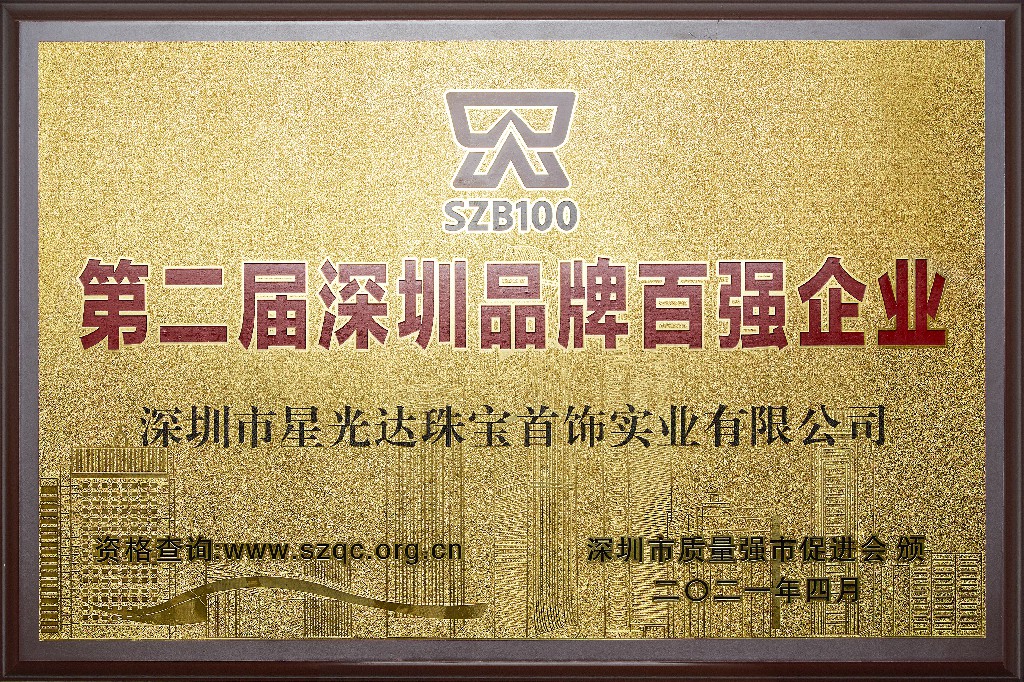 SZB100
第二届深圳品牌百强企业
深圳市星光达珠宝首饰实业有限公司
资格查询:www.szqc.org.cn
深圳市质量强市促进会 颁
二〇二一年四月